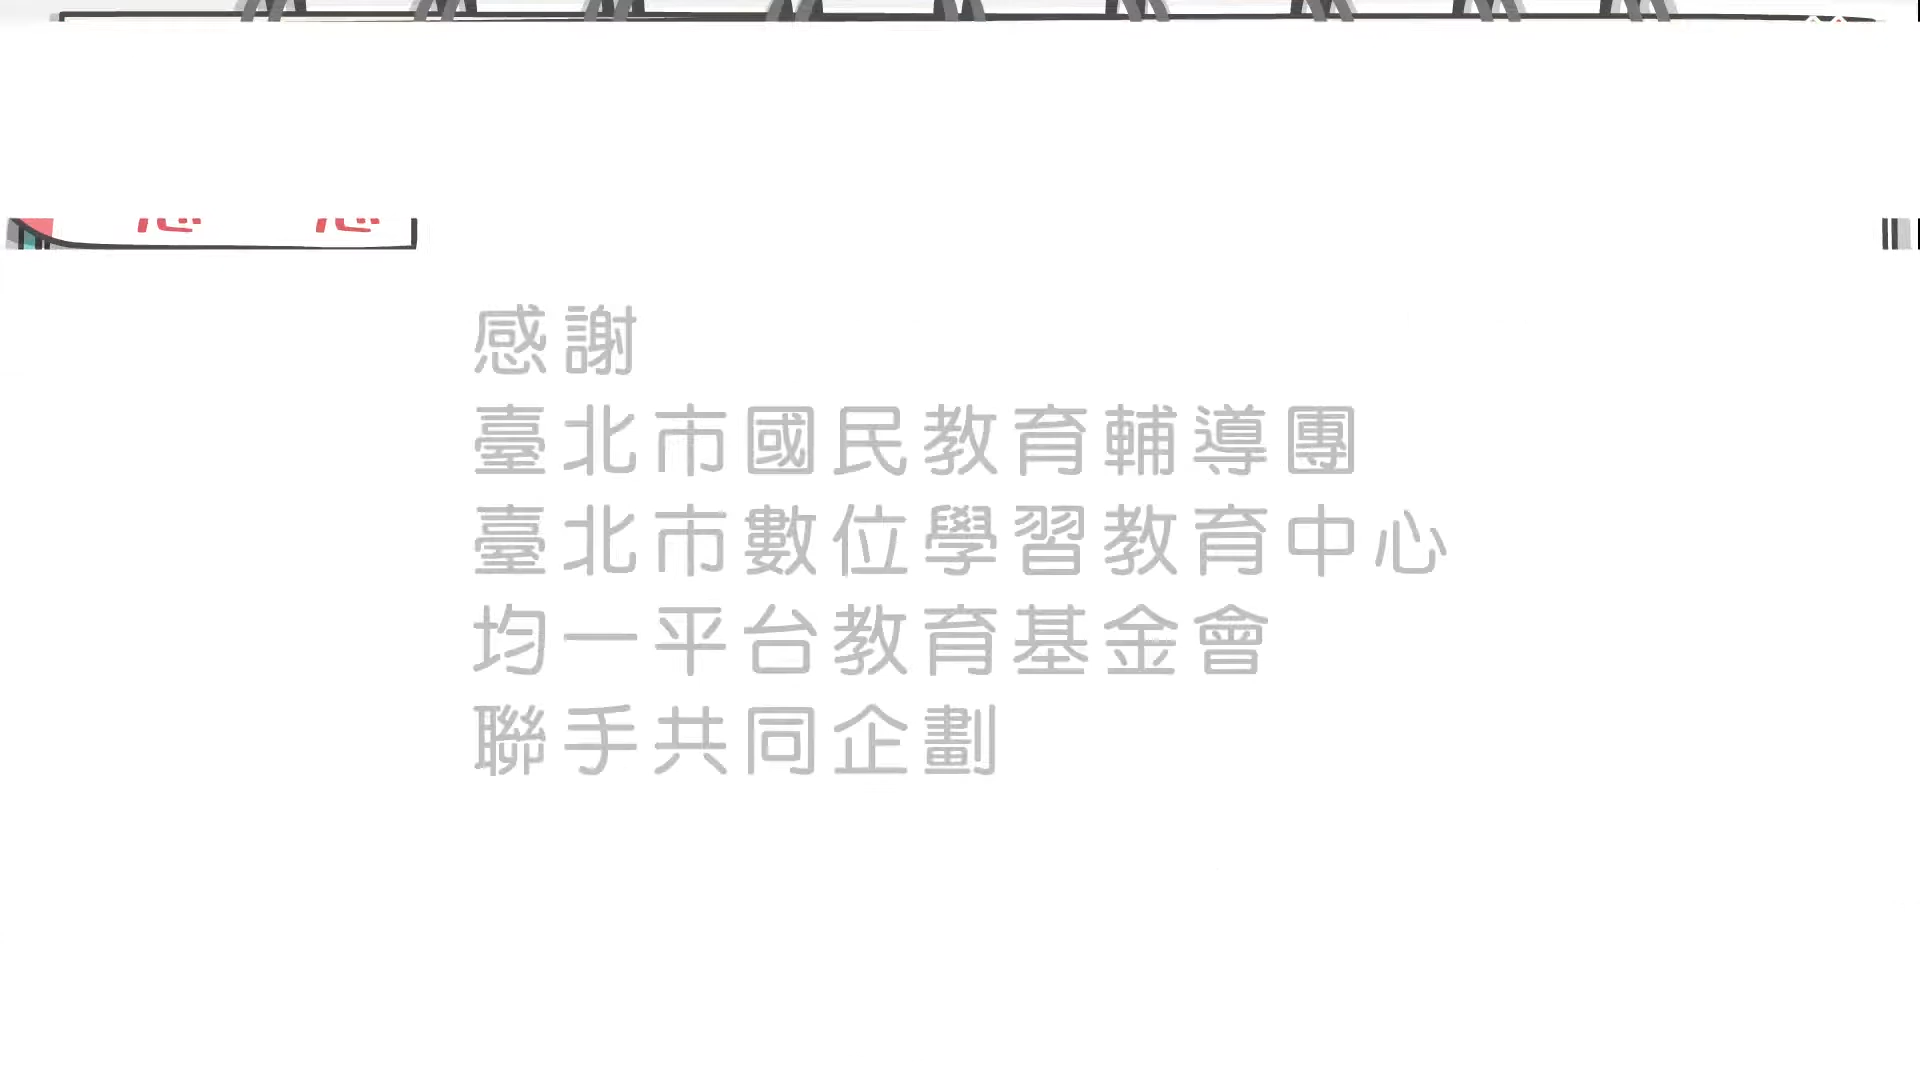 感謝
臺北市國民教育輔導團
臺北市數位學習教育中心
均一平台教育基金會
聯手共同企劃